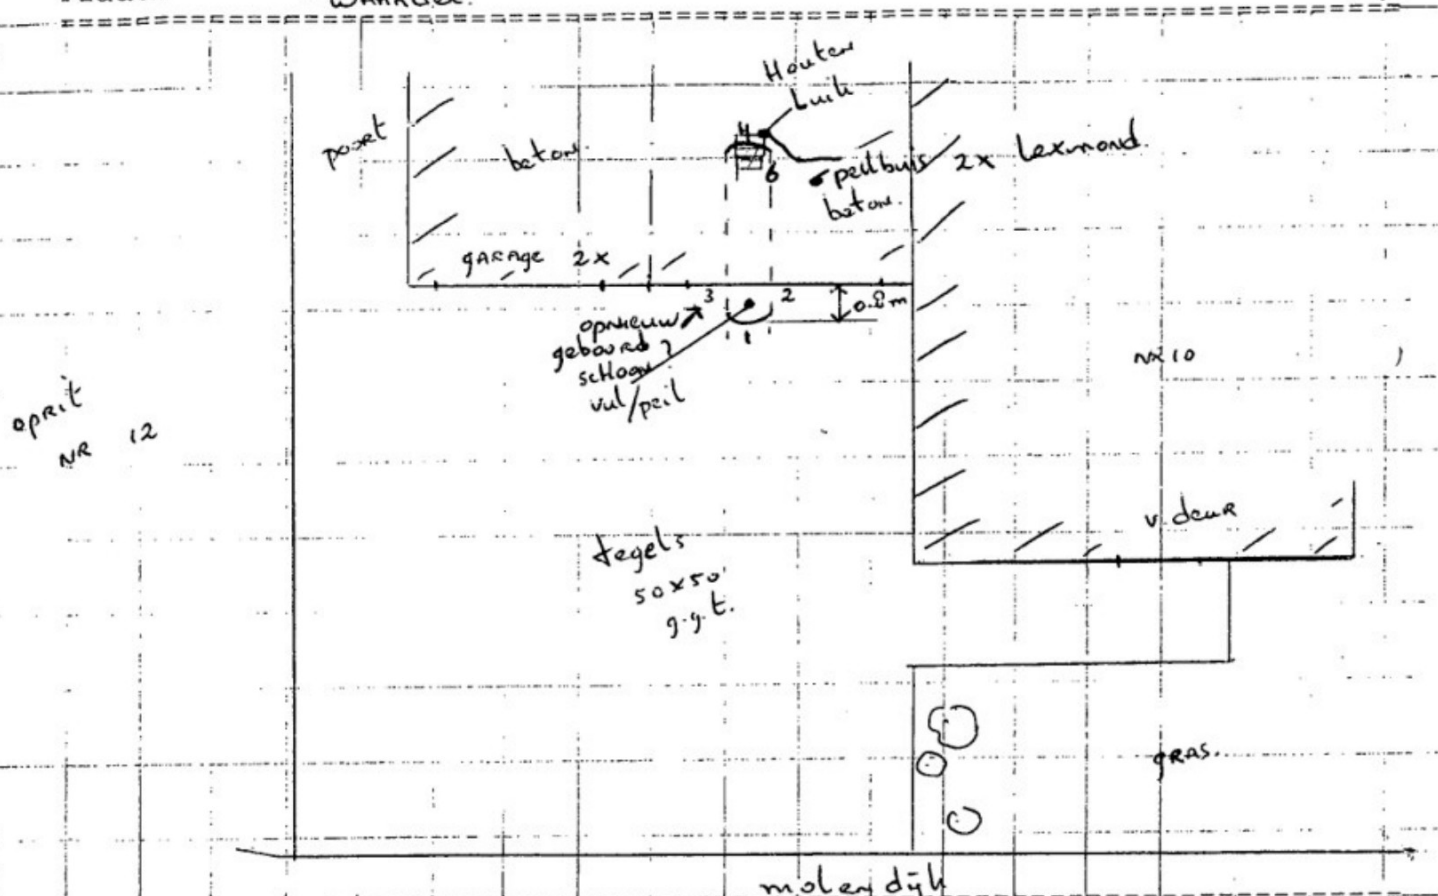 Houten
luik
poort
beton
4
6
peilbuis
beton.
2x Lexmond.
garage 2x
3
2
1
0.8m
opnieuw
geboord?
schoon
vul/peil
NR 10
oprit
NR 12
v. deur
tegels
50x50
g.g.t.
gras.
molendijk